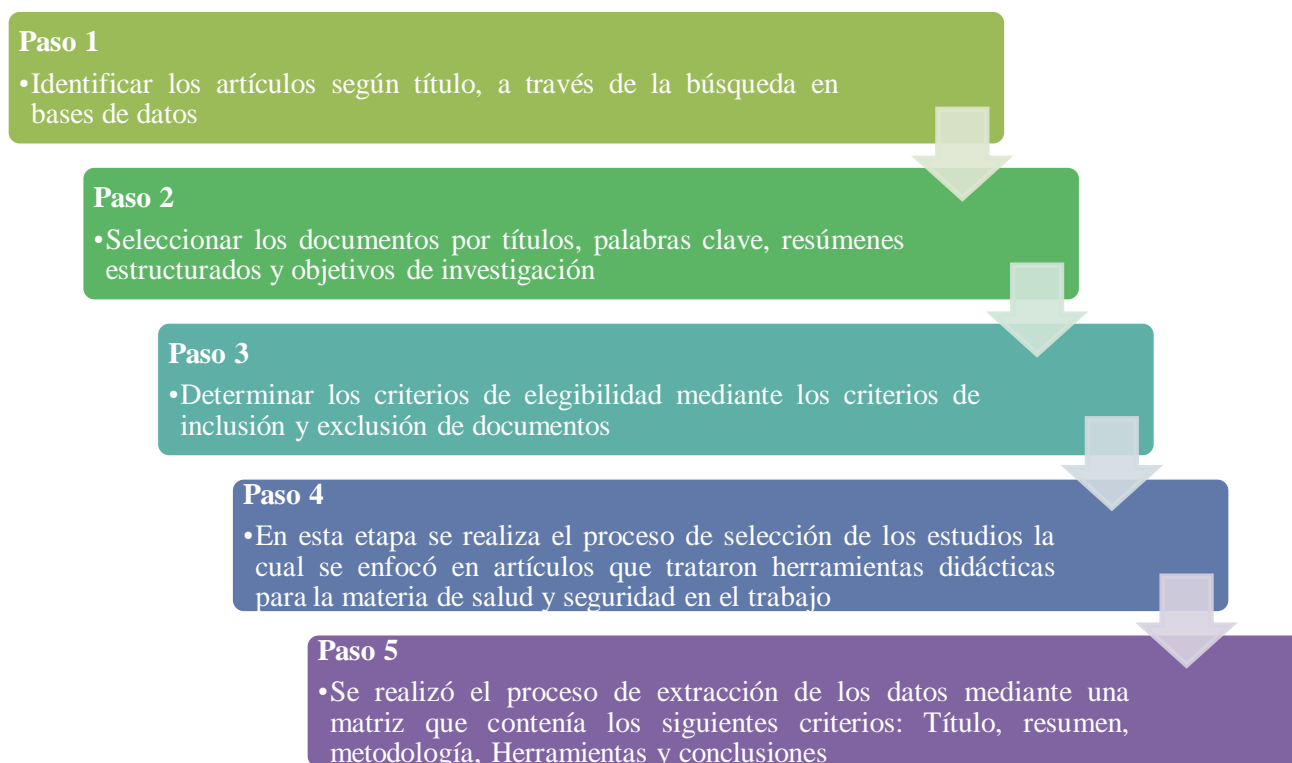 Paso 1
•Identificar los artículos según título, a través de la búsqueda en
bases de datos
Paso 2
•Seleccionar los documentos por títulos, palabras clave, resúmenes
estructurados y objetivos de investigación
Paso 3
•Determinar los criterios de elegibilidad mediante los criterios de
inclusión y exclusión de documentos
Paso 4
•En esta etapa se realiza el proceso de selección de los estudios la
cual se enfocó en artículos que trataron herramientas didácticas
para la materia de salud y seguridad en el trabajo
Paso 5
•Se realizó el proceso de extracción de los datos mediante una
matriz que contenía los siguientes criterios: Título, resumen,
metodología, Herramientas y conclusiones